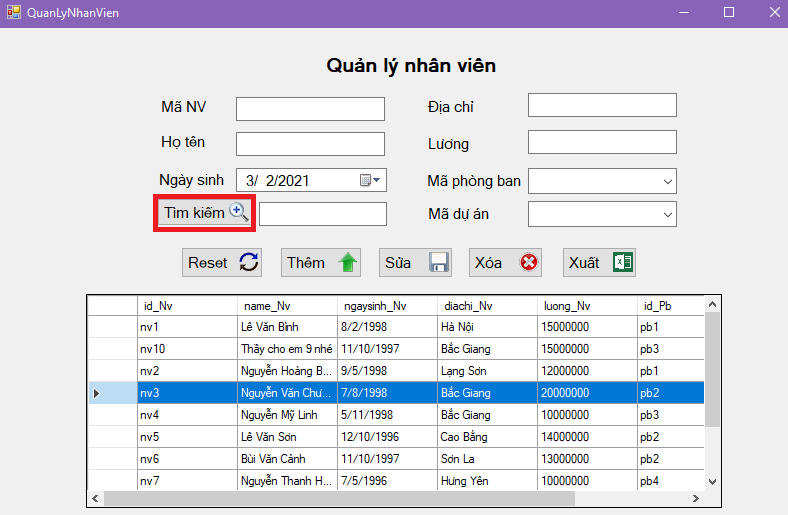 QuanLyNhanVien
Quản lý nhân viên
Mã NV
Địa chỉ
Họ tên
Lương
Ngày sinh 3/ 2/2021
Mã phòng ban
Tìm kiếm
Mã dự án
Reset Thêm Sửa Xóa Xuất
id_Nv name_Nv ngaysinh_Nv diachi_Nv luong_Nv id_Pb
nv1 Lê Văn Bình 8/2/1998 Hà Nội 15000000 pb1
nv10 Thầy cho em 9 nhé 11/10/1997 Bắc Giang 15000000 pb3
nv2 Nguyễn Hoàng B... 9/5/1998 Lạng Sơn 12000000 pb1
nv3 Nguyễn Văn Chư... 7/8/1998 Bắc Giang 20000000 pb2
nv4 Nguyễn Mỹ Linh 5/11/1998 Bắc Giang 10000000 pb3
nv5 Lê Văn Sơn 12/10/1996 Cao Bằng 14000000 pb2
nv6 Bùi Văn Cảnh 11/10/1997 Sơn La 13000000 pb2
nv7 Nguyễn Thanh H... 7/5/1996 Hưng Yên 10000000 pb4